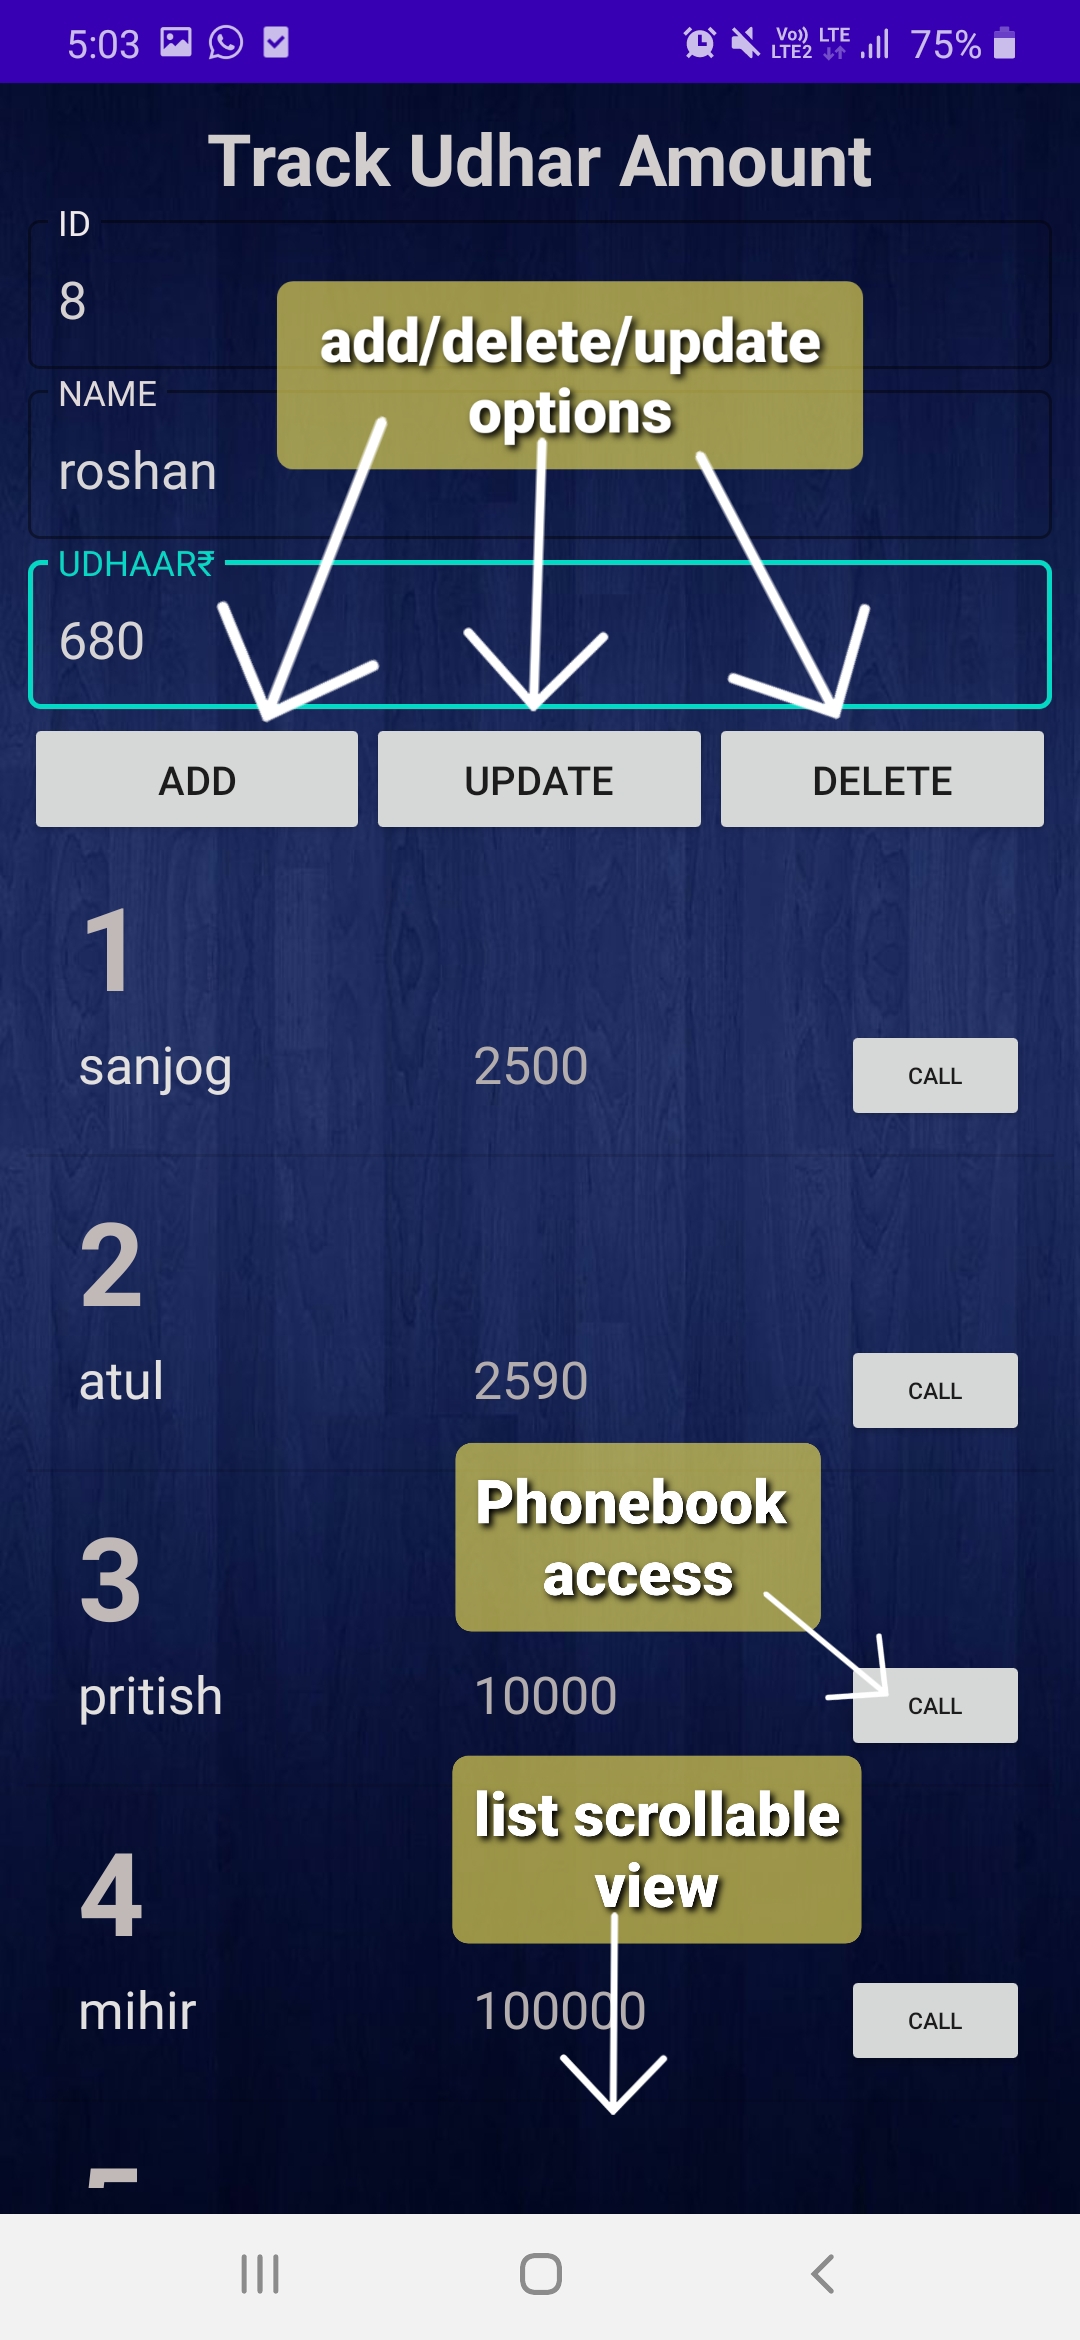 5:03 Vo)) LTE2 LTE 75%
Track Udhar Amount
ID
8
add/delete/update
options
NAME
roshan
UDHAAR₹
680
ADD UPDATE DELETE
1
sanjog 2500 CALL
2
atul 2590 CALL
Phonebook
access
3
pritish 10000 CALL
list scrollable
view
4
mihir 100000 CALL